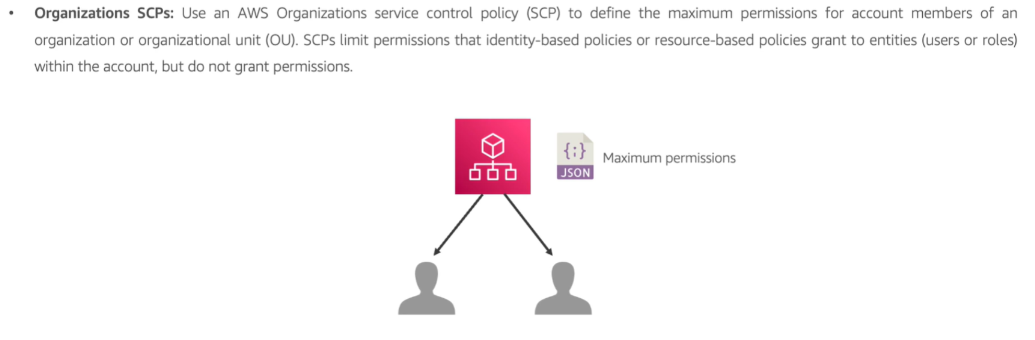 • Organizations SCPs: Use an AWS Organizations service control policy (SCP) to define the maximum permissions for account members of an
organization or organizational unit (OU). SCPs limit permissions that identity-based policies or resource-based policies grant to entities (users or roles)
within the account, but do not grant permissions.
{;}
JSON
Maximum permissions